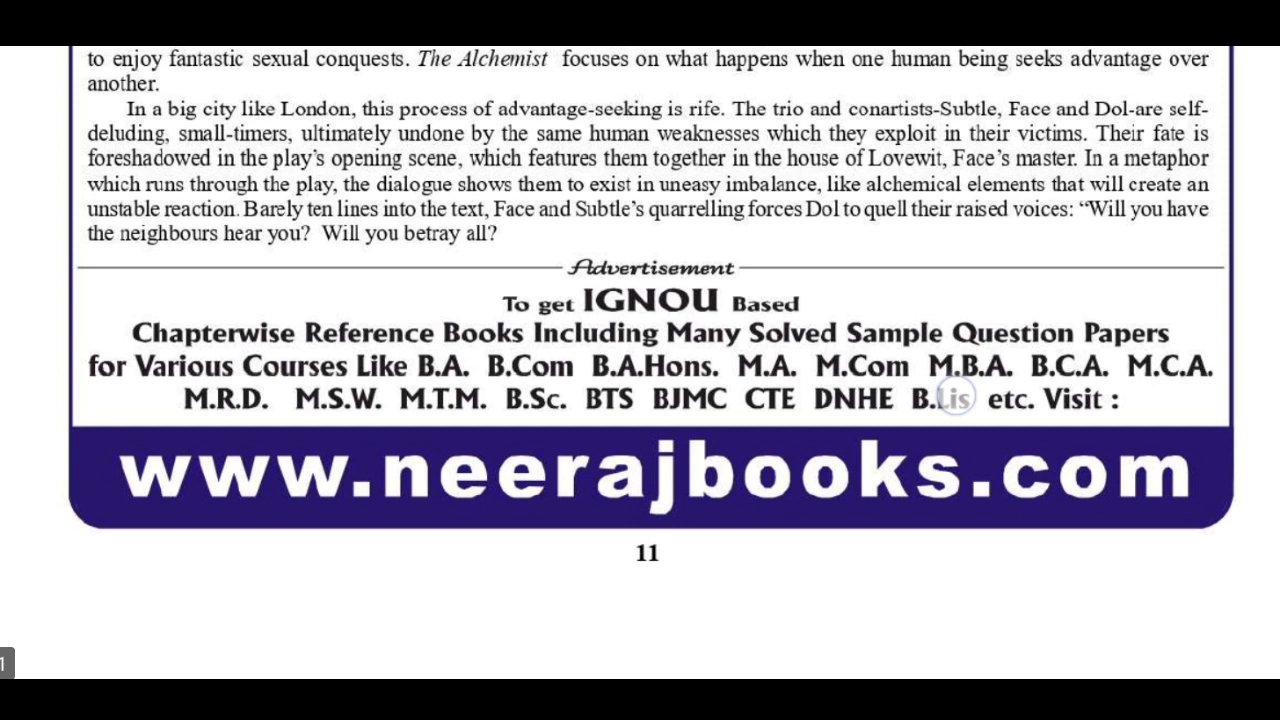 to enjoy fantastic sexual conquests. The Alchemist focuses on what happens when one human being seeks advantage over
another.
In a big city like London, this process of advantage-seeking is rife. The trio and conartists-Subtle, Face and Dol-are self-
deluding, small-timers, ultimately undone by the same human weaknesses which they exploit in their victims. Their fate is
foreshadowed in the play's opening scene, which features them together in the house of Lovewit, Face's master. In a metaphor
which runs through the play, the dialogue shows them to exist in uneasy imbalance, like alchemical elements that will create an
unstable reaction. Barely ten lines into the text, Face and Subtle's quarrelling forces Dol to quell their raised voices: “Will you have
the neighbours hear you? Will you betray all?
Advertisement
To get IGNOU Based
Chapterwise Reference Books Including Many Solved Sample Question Papers
for Various Courses Like B.A. B.Com B.A.Hons. M.A. M.Com M.B.A. B.C.A. M.C.A.
M.R.D. M.S.W. M.T.M. B.Sc. BTS BJMC CTE DNHE B.Lis etc. Visit :
www.neerajbooks.com
11
1